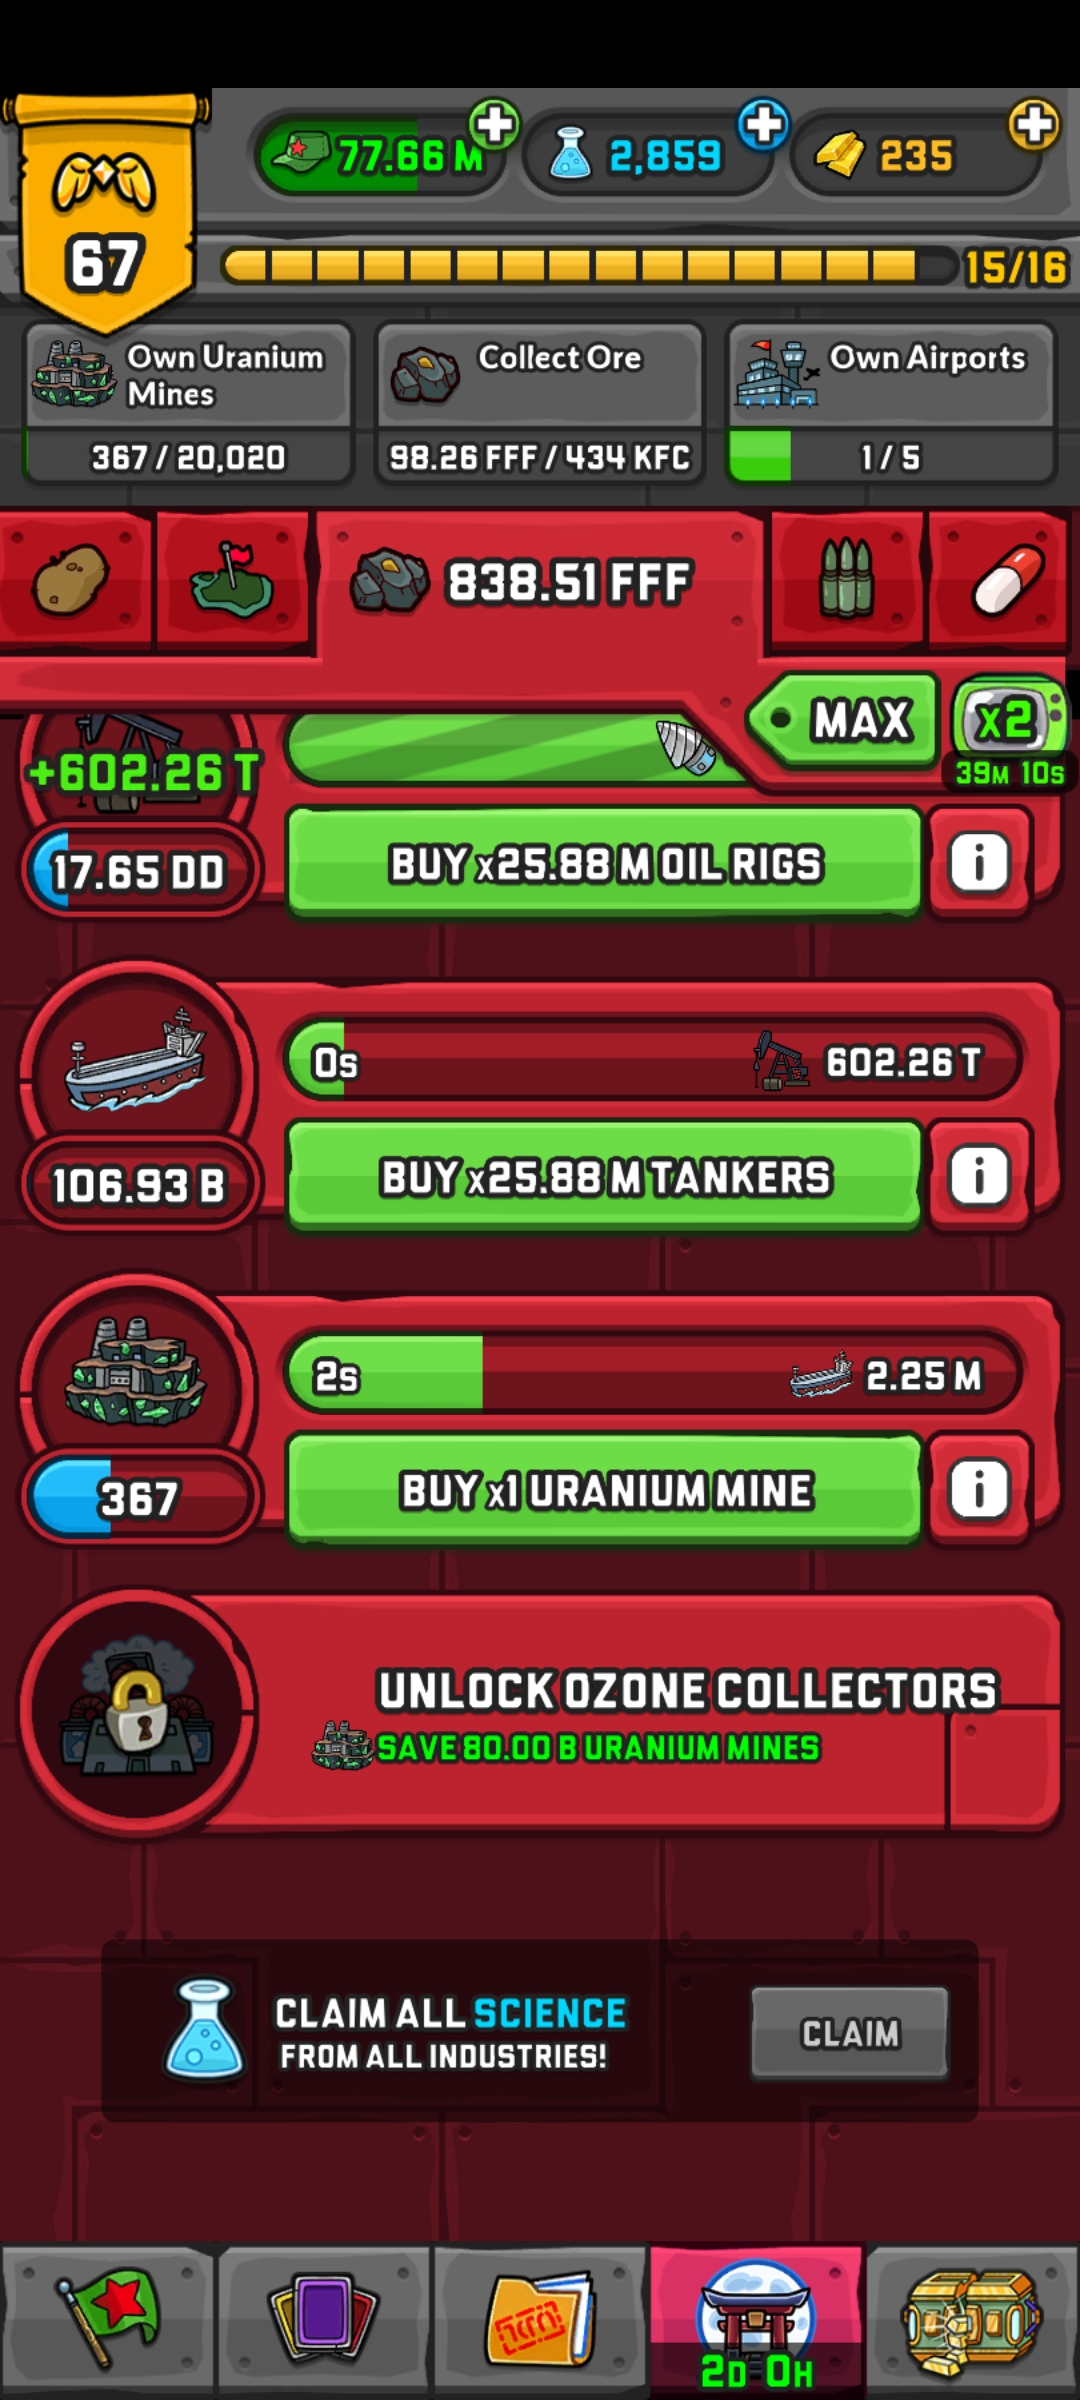 77.66 M
2,859
235
67
15/16
Own Uranium
Mines
367 / 20,020
Collect Ore
98.26 FFF / 434 KFC
Own Airports
1 / 5
838.51 FFF
MAX
x2
39M 10s
+602.26 T
17.65 DD
BUY x25.88 M OIL RIGS
i
0s
602.26 T
106.93 B
BUY x25.88 M TANKERS
i
2s
2.25 M
367
BUY x1 URANIUM MINE
i
UNLOCK OZONE COLLECTORS
SAVE 80.00 B URANIUM MINES
CLAIM ALL SCIENCE
FROM ALL INDUSTRIES!
CLAIM
2D 0H